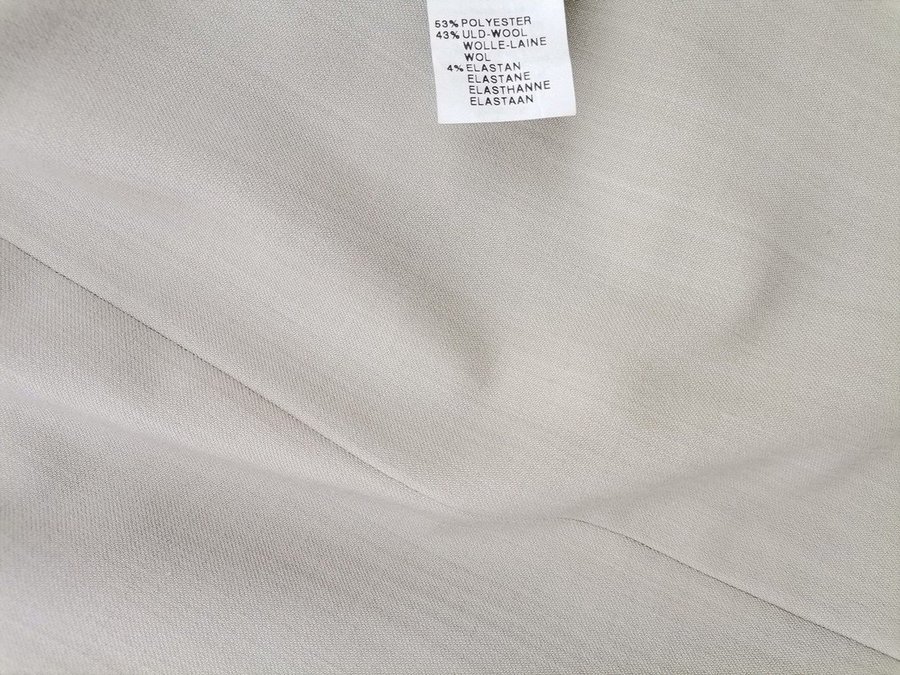 53% POLYESTER
43% ULD-WOOL
WOLLE-LAINE
WOL
4% ELASTAN
ELASTANE
ELASTHANNE
ELASTAAN